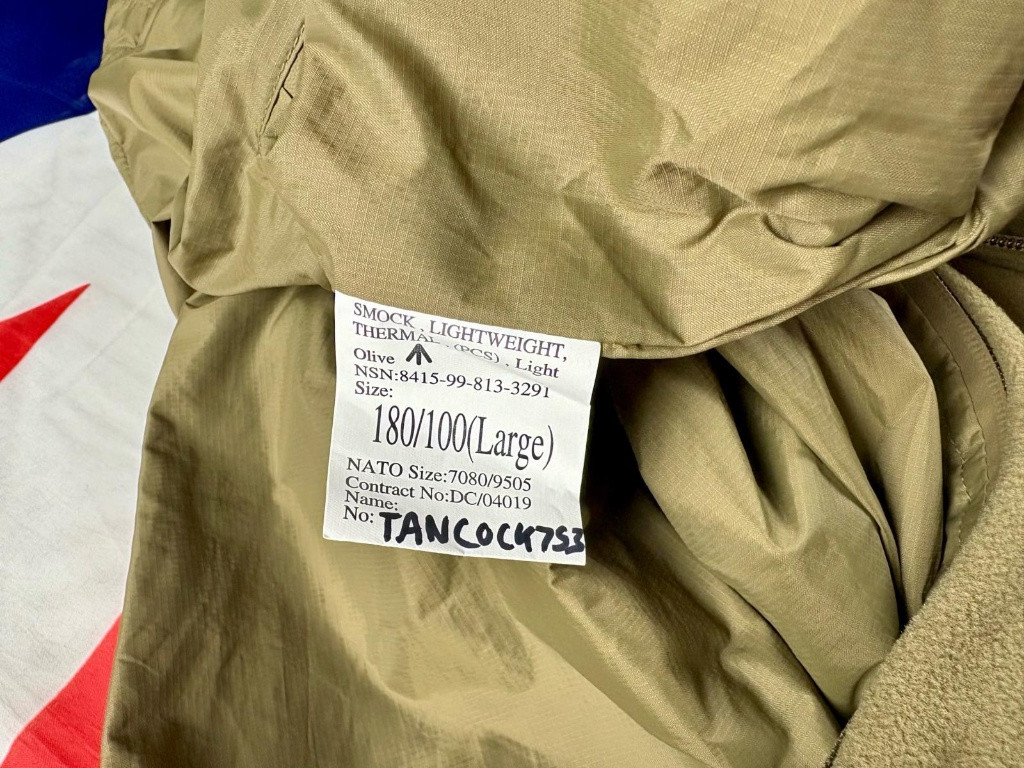 SMOCK , LIGHTWEIGHT,
THERMAL , (PCS) , Light
Olive
NSN:8415-99-813-3291
Size:
180/100(Large)
NATO Size:7080/9505
Contract No:DC/04019
Name:
No: TANCOCK753